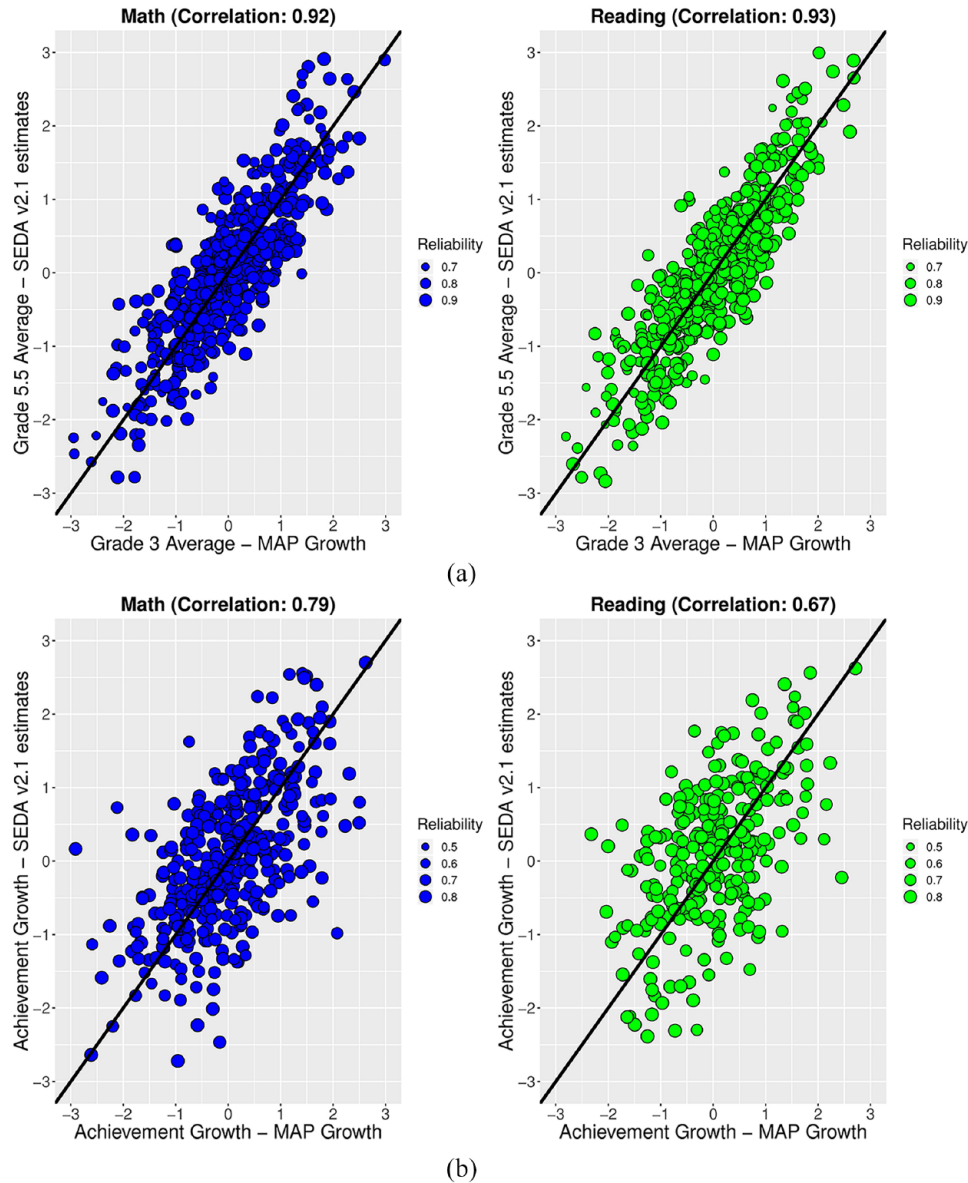 Math (Correlation: 0.92)
Grade 5.5 Average − SEDA v2.1 estimates
3
2
1
0
−1
−2
−3
−3 −2 −1 0 1 2 3
Grade 3 Average − MAP Growth
Reliability
0.7
0.8
0.9
Reading (Correlation: 0.93)
Grade 5.5 Average − SEDA v2.1 estimates
3
2
1
0
−1
−2
−3
−3 −2 −1 0 1 2 3
Grade 3 Average − MAP Growth
Reliability
0.7
0.8
0.9
(a)
Math (Correlation: 0.79)
Achievement Growth − SEDA v2.1 estimates
3
2
1
0
−1
−2
−3
−3 −2 −1 0 1 2 3
Achievement Growth − MAP Growth
Reliability
0.5
0.6
0.7
0.8
Reading (Correlation: 0.67)
Achievement Growth − SEDA v2.1 estimates
3
2
1
0
−1
−2
−3
−3 −2 −1 0 1 2 3
Achievement Growth − MAP Growth
Reliability
0.5
0.6
0.7
0.8
(b)